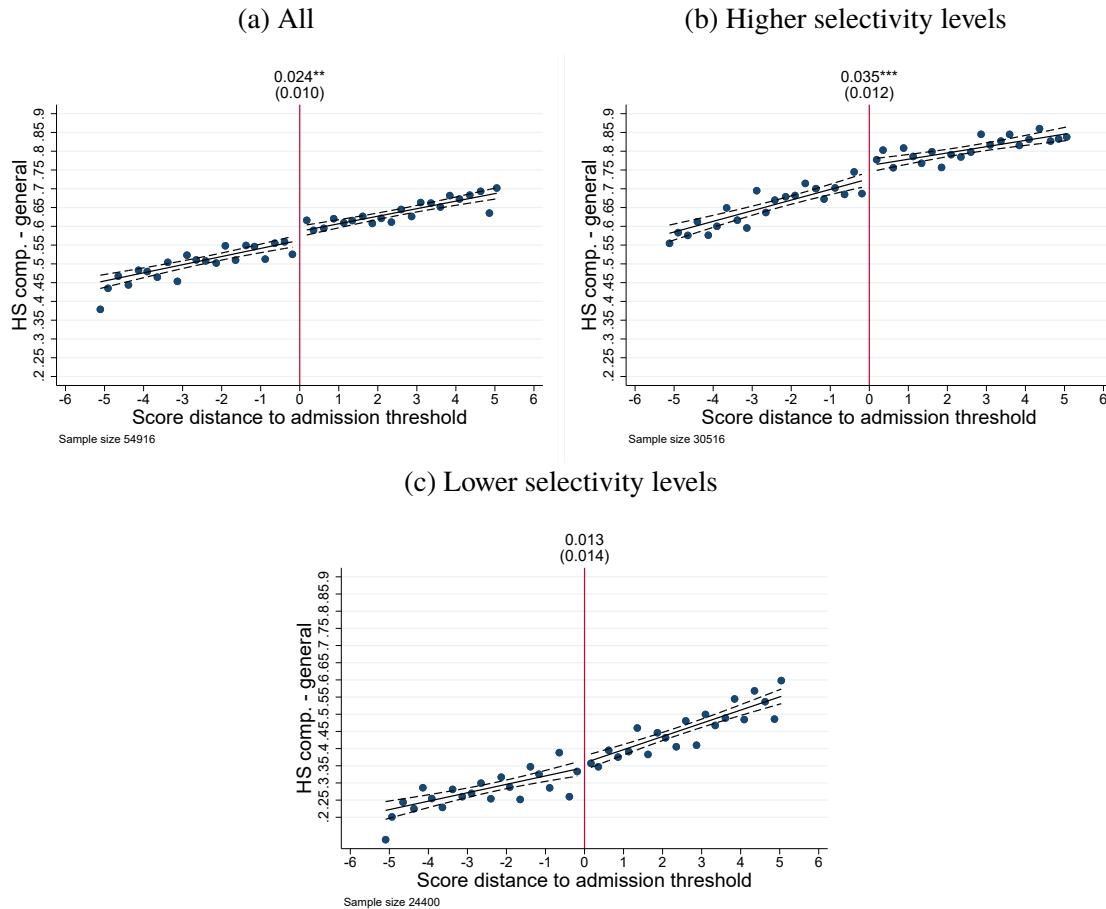 (a) All
0.024**
(0.010)
HS comp. - general
.2.25.3.35.4.45.5.55.6.65.7.75.8.85.9
-6 -5 -4 -3 -2 -1 0 1 2 3 4 5 6
Score distance to admission threshold
Sample size 54916
(b) Higher selectivity levels
0.035***
(0.012)
HS comp. - general
.2.25.3.35.4.45.5.55.6.65.7.75.8.85.9
-6 -5 -4 -3 -2 -1 0 1 2 3 4 5 6
Score distance to admission threshold
Sample size 30516
(c) Lower selectivity levels
0.013
(0.014)
HS comp. - general
.2.25.3.35.4.45.5.55.6.65.7.75.8.85.9
-6 -5 -4 -3 -2 -1 0 1 2 3 4 5 6
Score distance to admission threshold
Sample size 24400